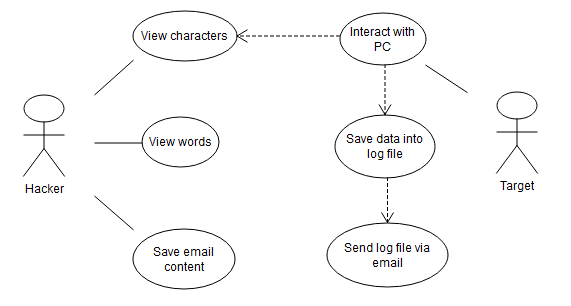 View characters
Interact with
PC
View words
Save data into
log file
Hacker
Target
Save email
content
Send log file via
email